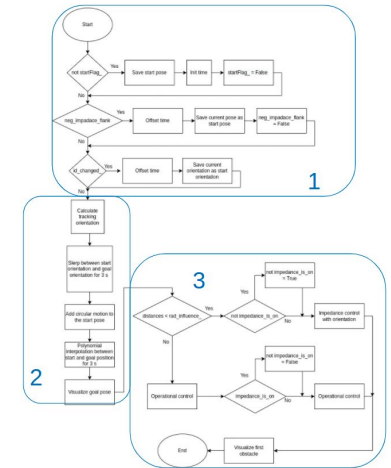 Start
not startFlag_
Yes
Save start pose
Init time
startFlag_ = False
No
neg_impadace_flank
Yes
Offset time
Save current pose as
start pose
neg_impadace_flank
= False
No
id_changed_
Yes
Offset time
Save current
orientation as start
orientation
No
1
Calculate
tracking
orientation
Slerp between start
orientation and goal
orientation for 3 s
Add circular motion to
the start pose
Polynomial
interpolation between
start and goal position
for 3 s
Visualize goal pose
2
3
distances < rad_influence_
Yes
not impedance_is_on
Yes
not impedance_is_on
= True
No
Impedance control
with orientation
No
Operational control
impedance_is_on
Yes
not impedance_is_on
= False
No
Operational control
Visualize first
obstacle
End